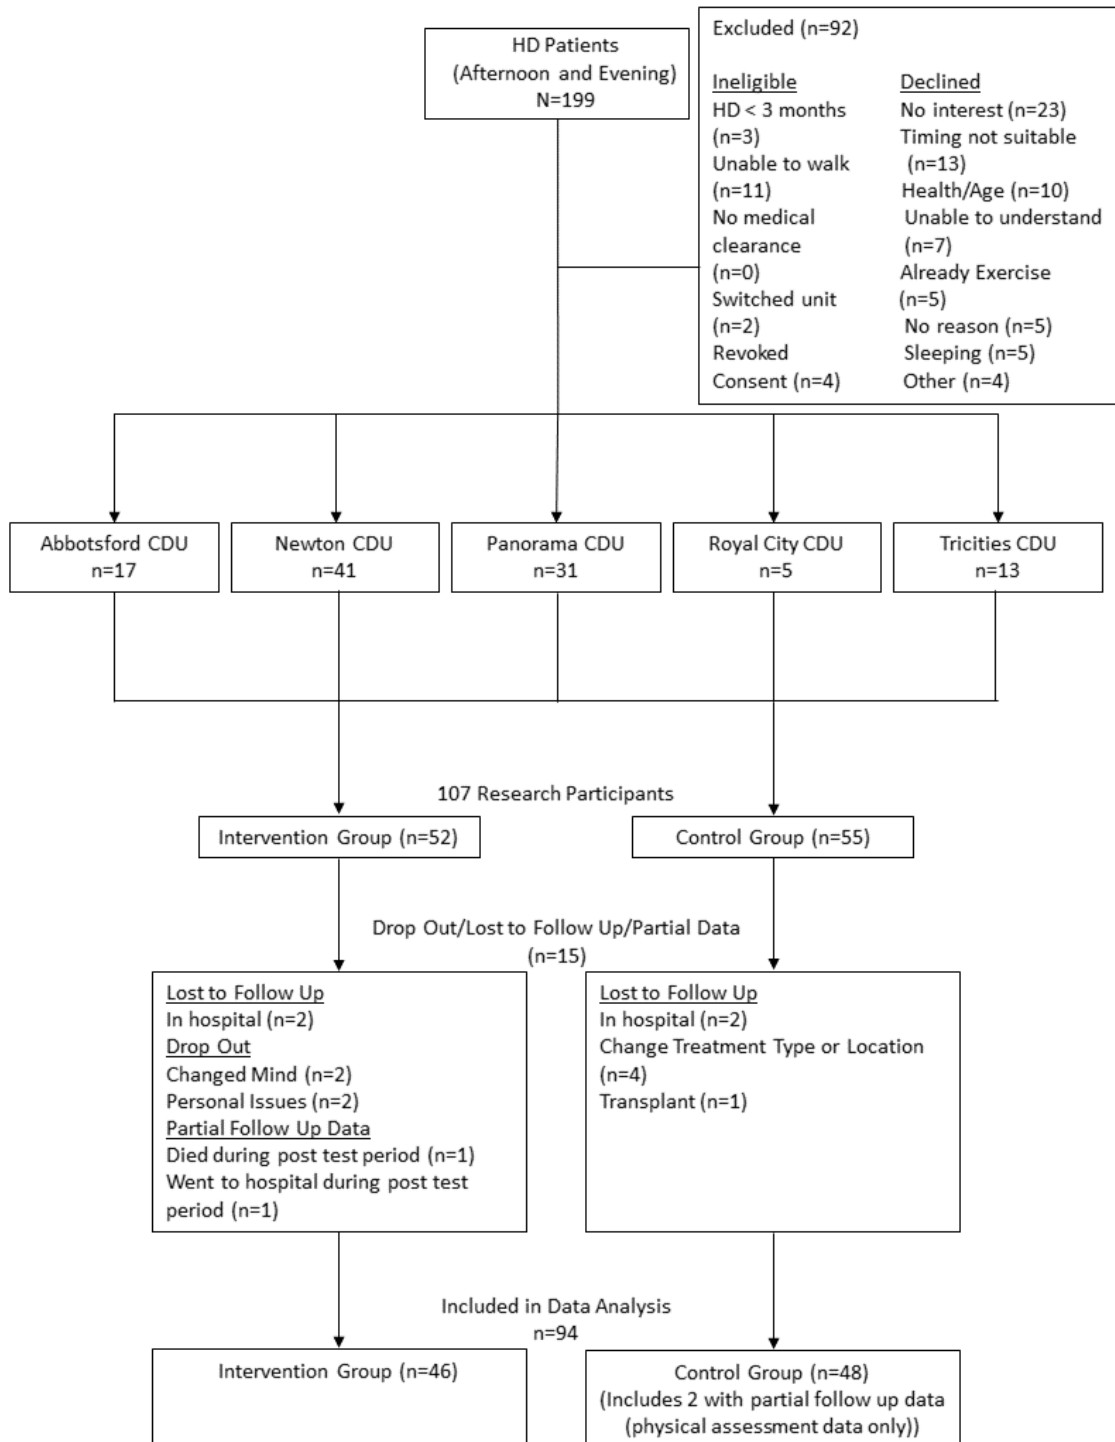 HD Patients
(Afternoon and Evening)
N=199
Excluded (n=92)
Ineligible
HD < 3 months
(n=3)
Unable to walk
(n=11)
No medical
clearance
(n=0)
Switched unit
(n=2)
Revoked
Consent (n=4)
Declined
No interest (n=23)
Timing not suitable
(n=13)
Health/Age (n=10)
Unable to understand
(n=7)
Already Exercise
(n=5)
No reason (n=5)
Sleeping (n=5)
Other (n=4)
Abbotsford CDU
n=17
Newton CDU
n=41
Panorama CDU
n=31
Royal City CDU
n=5
Tricities CDU
n=13
107 Research Participants
Intervention Group (n=52)
Control Group (n=55)
Drop Out/Lost to Follow Up/Partial Data
(n=15)
Lost to Follow Up
In hospital (n=2)
Drop Out
Changed Mind (n=2)
Personal Issues (n=2)
Partial Follow Up Data
Died during post test period (n=1)
Went to hospital during post test
period (n=1)
Lost to Follow Up
In hospital (n=2)
Change Treatment Type or Location
(n=4)
Transplant (n=1)
Included in Data Analysis
n=94
Intervention Group (n=46)
Control Group (n=48)
(Includes 2 with partial follow up data
(physical assessment data only))